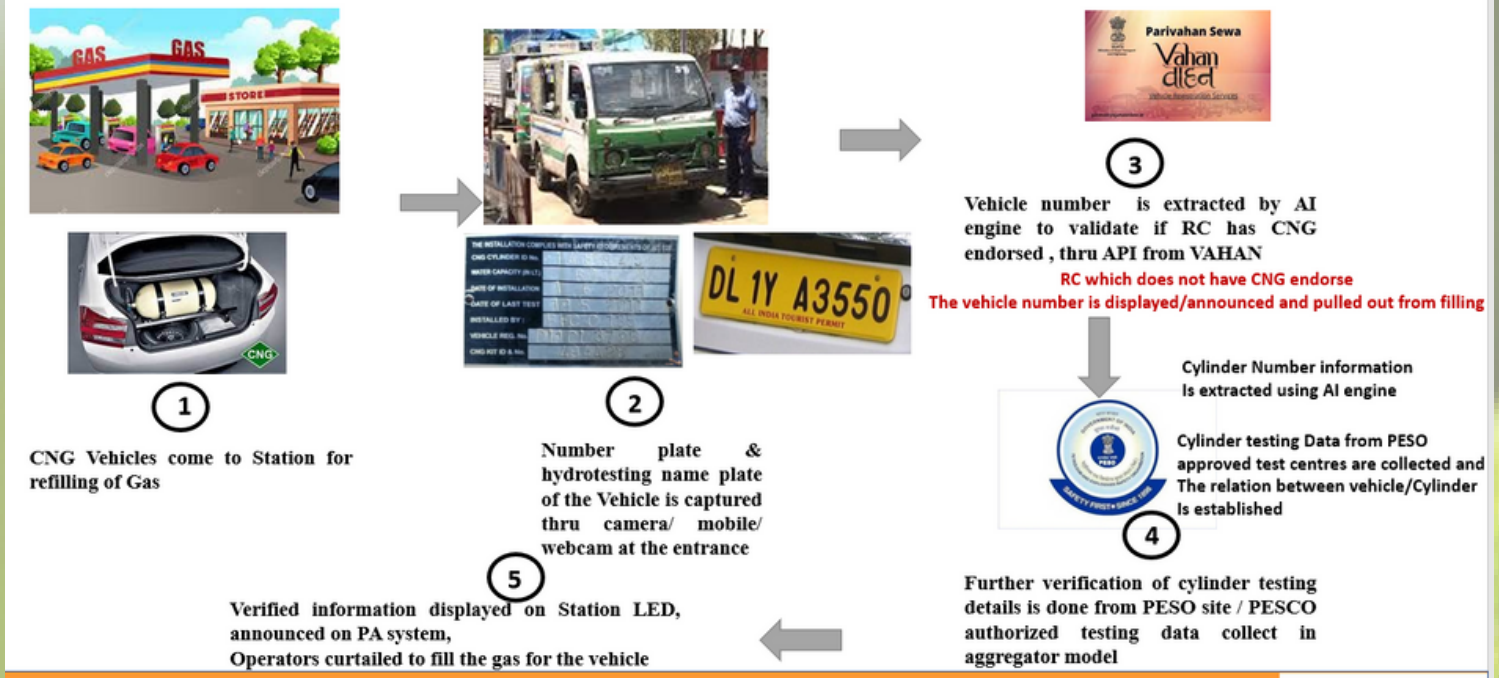 GAS
GAS
STORE
CNG
1
CNG Vehicles come to Station for
refilling of Gas
THE INSTALLATION COMPLIES WITH SAFETY
CNG CYLINDER ID No.
WATER CAPACITY (IN LT)
DATE OF INSTALLATION
DATE OF LAST TEST
INSTALLED BY :
VEHICLE REG. No.
CNG KIT ID & No.
DL 1Y A3550
ALL INDIA TOURIST PERMIT
2
Number plate &
hydrotesting name plate
of the Vehicle is captured
thru camera/ mobile/
webcam at the entrance
Parivahan Sewa
Vahan
वाहन
Vehicle Registration Services
3
Vehicle number is extracted by AI
engine to validate if RC has CNG
endorsed , thru API from VAHAN
RC which does not have CNG endorse
The vehicle number is displayed/announced and pulled out from filling
Cylinder Number information
Is extracted using AI engine
GOVERNMENT OF INDIA
PESO
SAFETY FIRST • SINCE 1898
Cylinder testing Data from PESO
approved test centres are collected and
The relation between vehicle/Cylinder
Is established
4
Further verification of cylinder testing
details is done from PESO site / PESCO
authorized testing data collect in
aggregator model
5
Verified information displayed on Station LED,
announced on PA system,
Operators curtailed to fill the gas for the vehicle